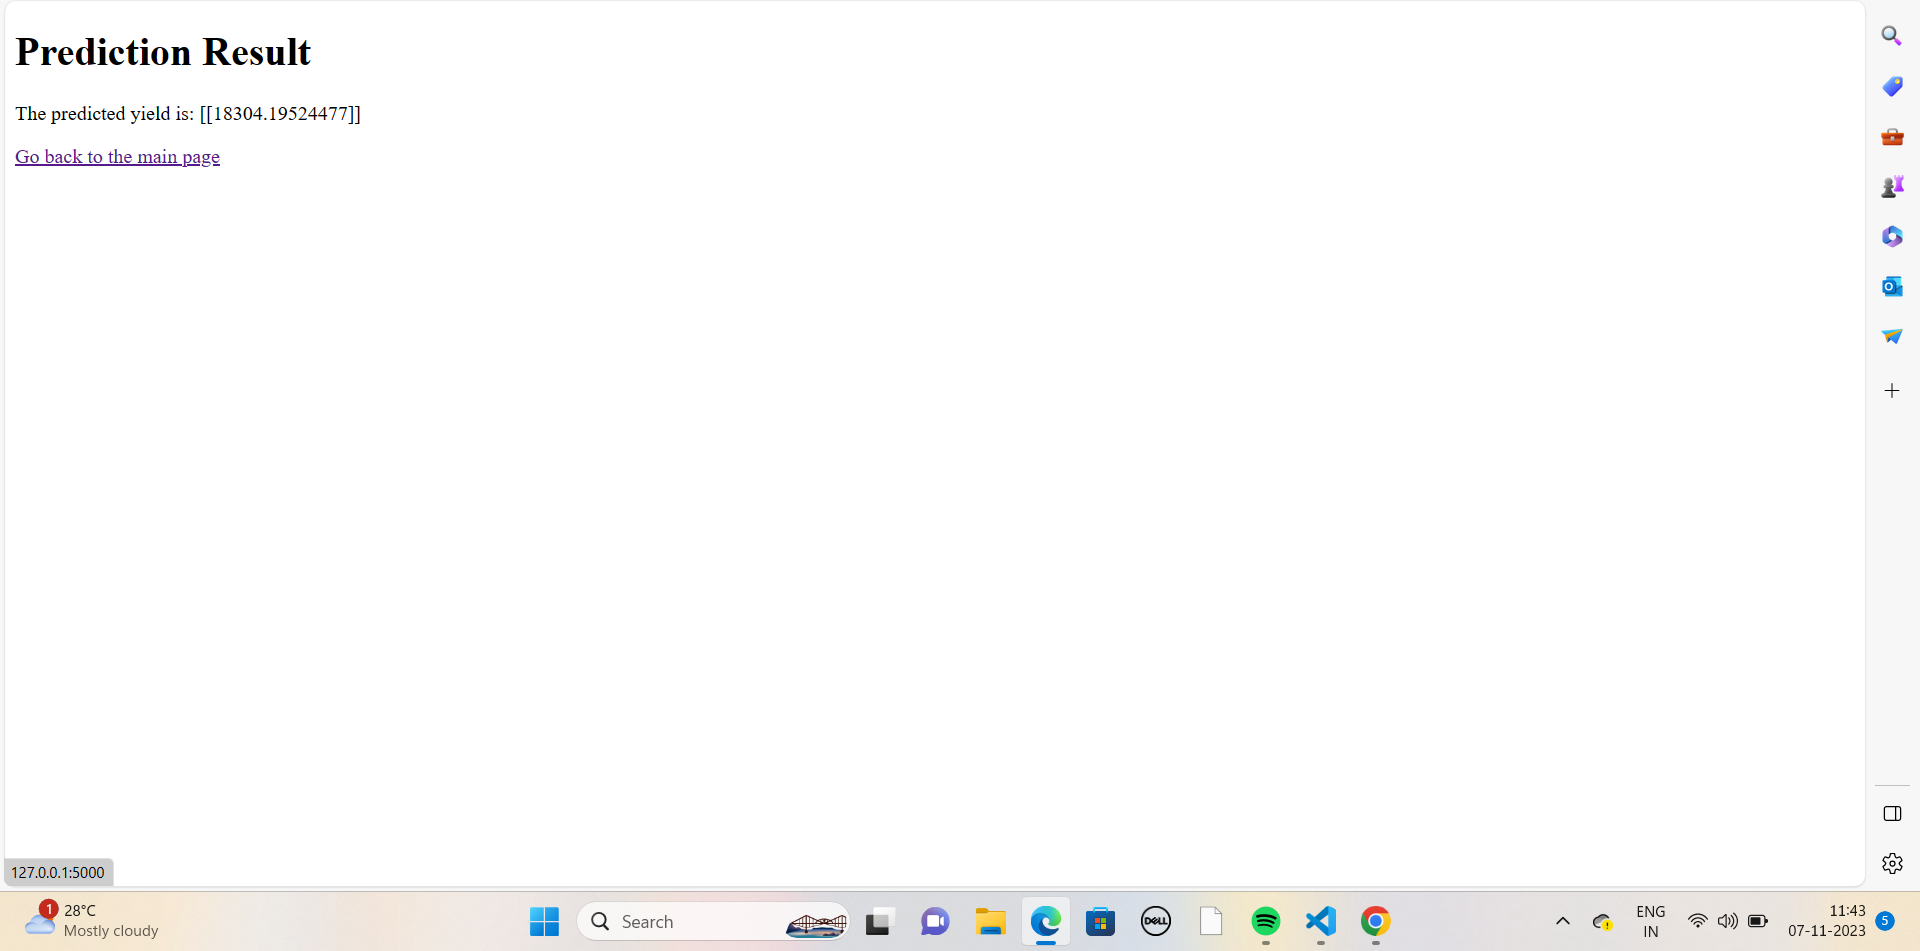 Prediction Result
The predicted yield is: [[18304.19524477]]
Go back to the main page
127.0.0.1:5000
1
28°C
Mostly cloudy
Search
DELL
ENG
IN
11:43
07-11-2023
5